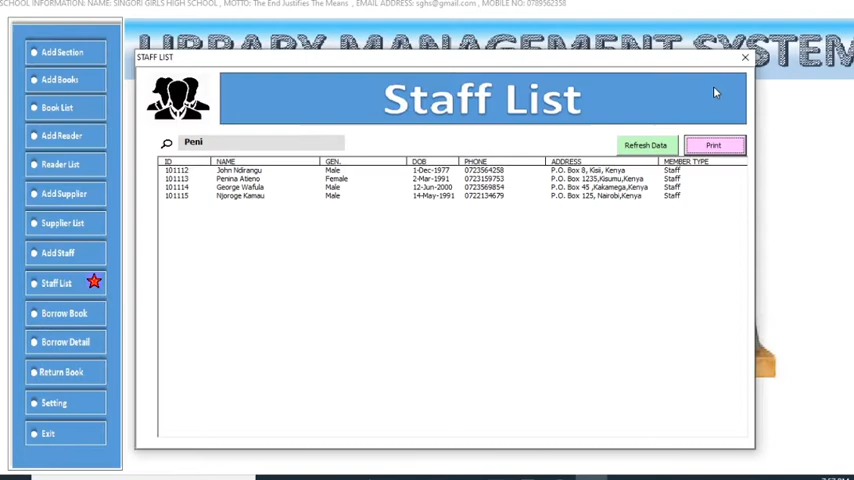 SCHOOL INFORMATION: NAME: SINGORI GIRLS HIGH SCHOOL , MOTTO: The End Justifies The Means , EMAIL ADDRESS: sghs@gmail.com , MOBILE NO: 0789562358
LIBRARY MANAGEMENT SYSTEM
Add Section
Add Books
Book List
Add Reader
Reader List
Add Supplier
Supplier List
Add Staff
Staff List
Borrow Book
Borrow Detail
Return Book
Setting
Exit
STAFF LIST
Staff List
Peni
Refresh Data
Print
ID NAME GEN. DOB PHONE ADDRESS MEMBER TYPE
101112 John Ndirangu Male 1-Dec-1977 0723564258 P.O. Box 8, Kisii, Kenya Staff
101113 Penina Atieno Female 2-Mar-1991 0723159753 P.O. Box 1235,Kisumu,Kenya Staff
101114 George Wafula Male 12-Jun-2000 0723569854 P.O. Box 45 ,Kakamega,Kenya Staff
101115 Njoroge Kamau Male 14-May-1991 0722134679 P.O. Box 125, Nairobi,Kenya Staff